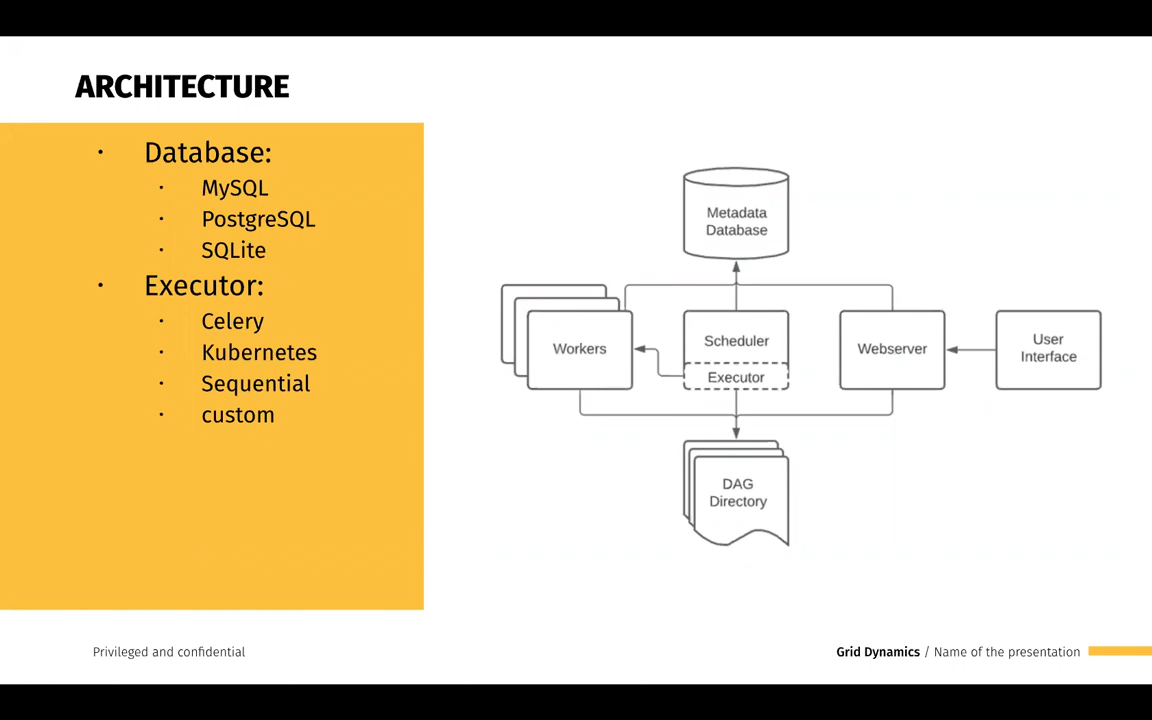 ARCHITECTURE
· Database:
· MySQL
· PostgreSQL
· SQLite
· Executor:
· Celery
· Kubernetes
· Sequential
· custom
Metadata
Database
Workers
Scheduler
Executor
Webserver
User
Interface
DAG
Directory
Privileged and confidential
Grid Dynamics / Name of the presentation